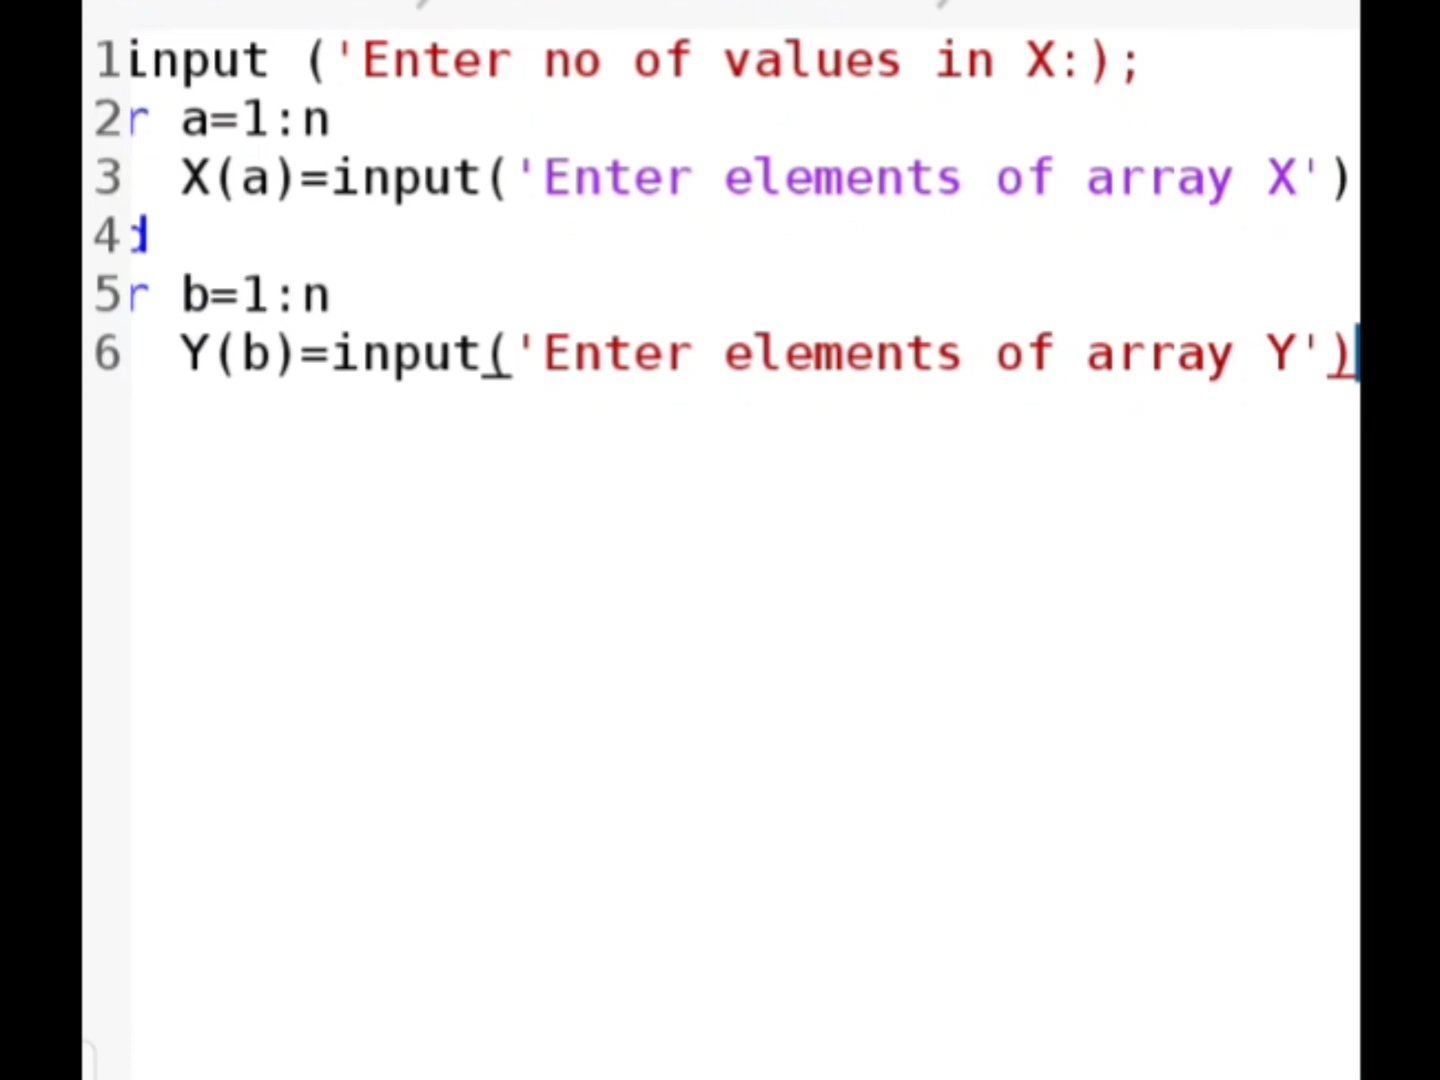 1input ('Enter no of values in X:);
2r a=1:n
3 X(a)=input('Enter elements of array X')
4d
5r b=1:n
6 Y(b)=input('Enter elements of array Y')